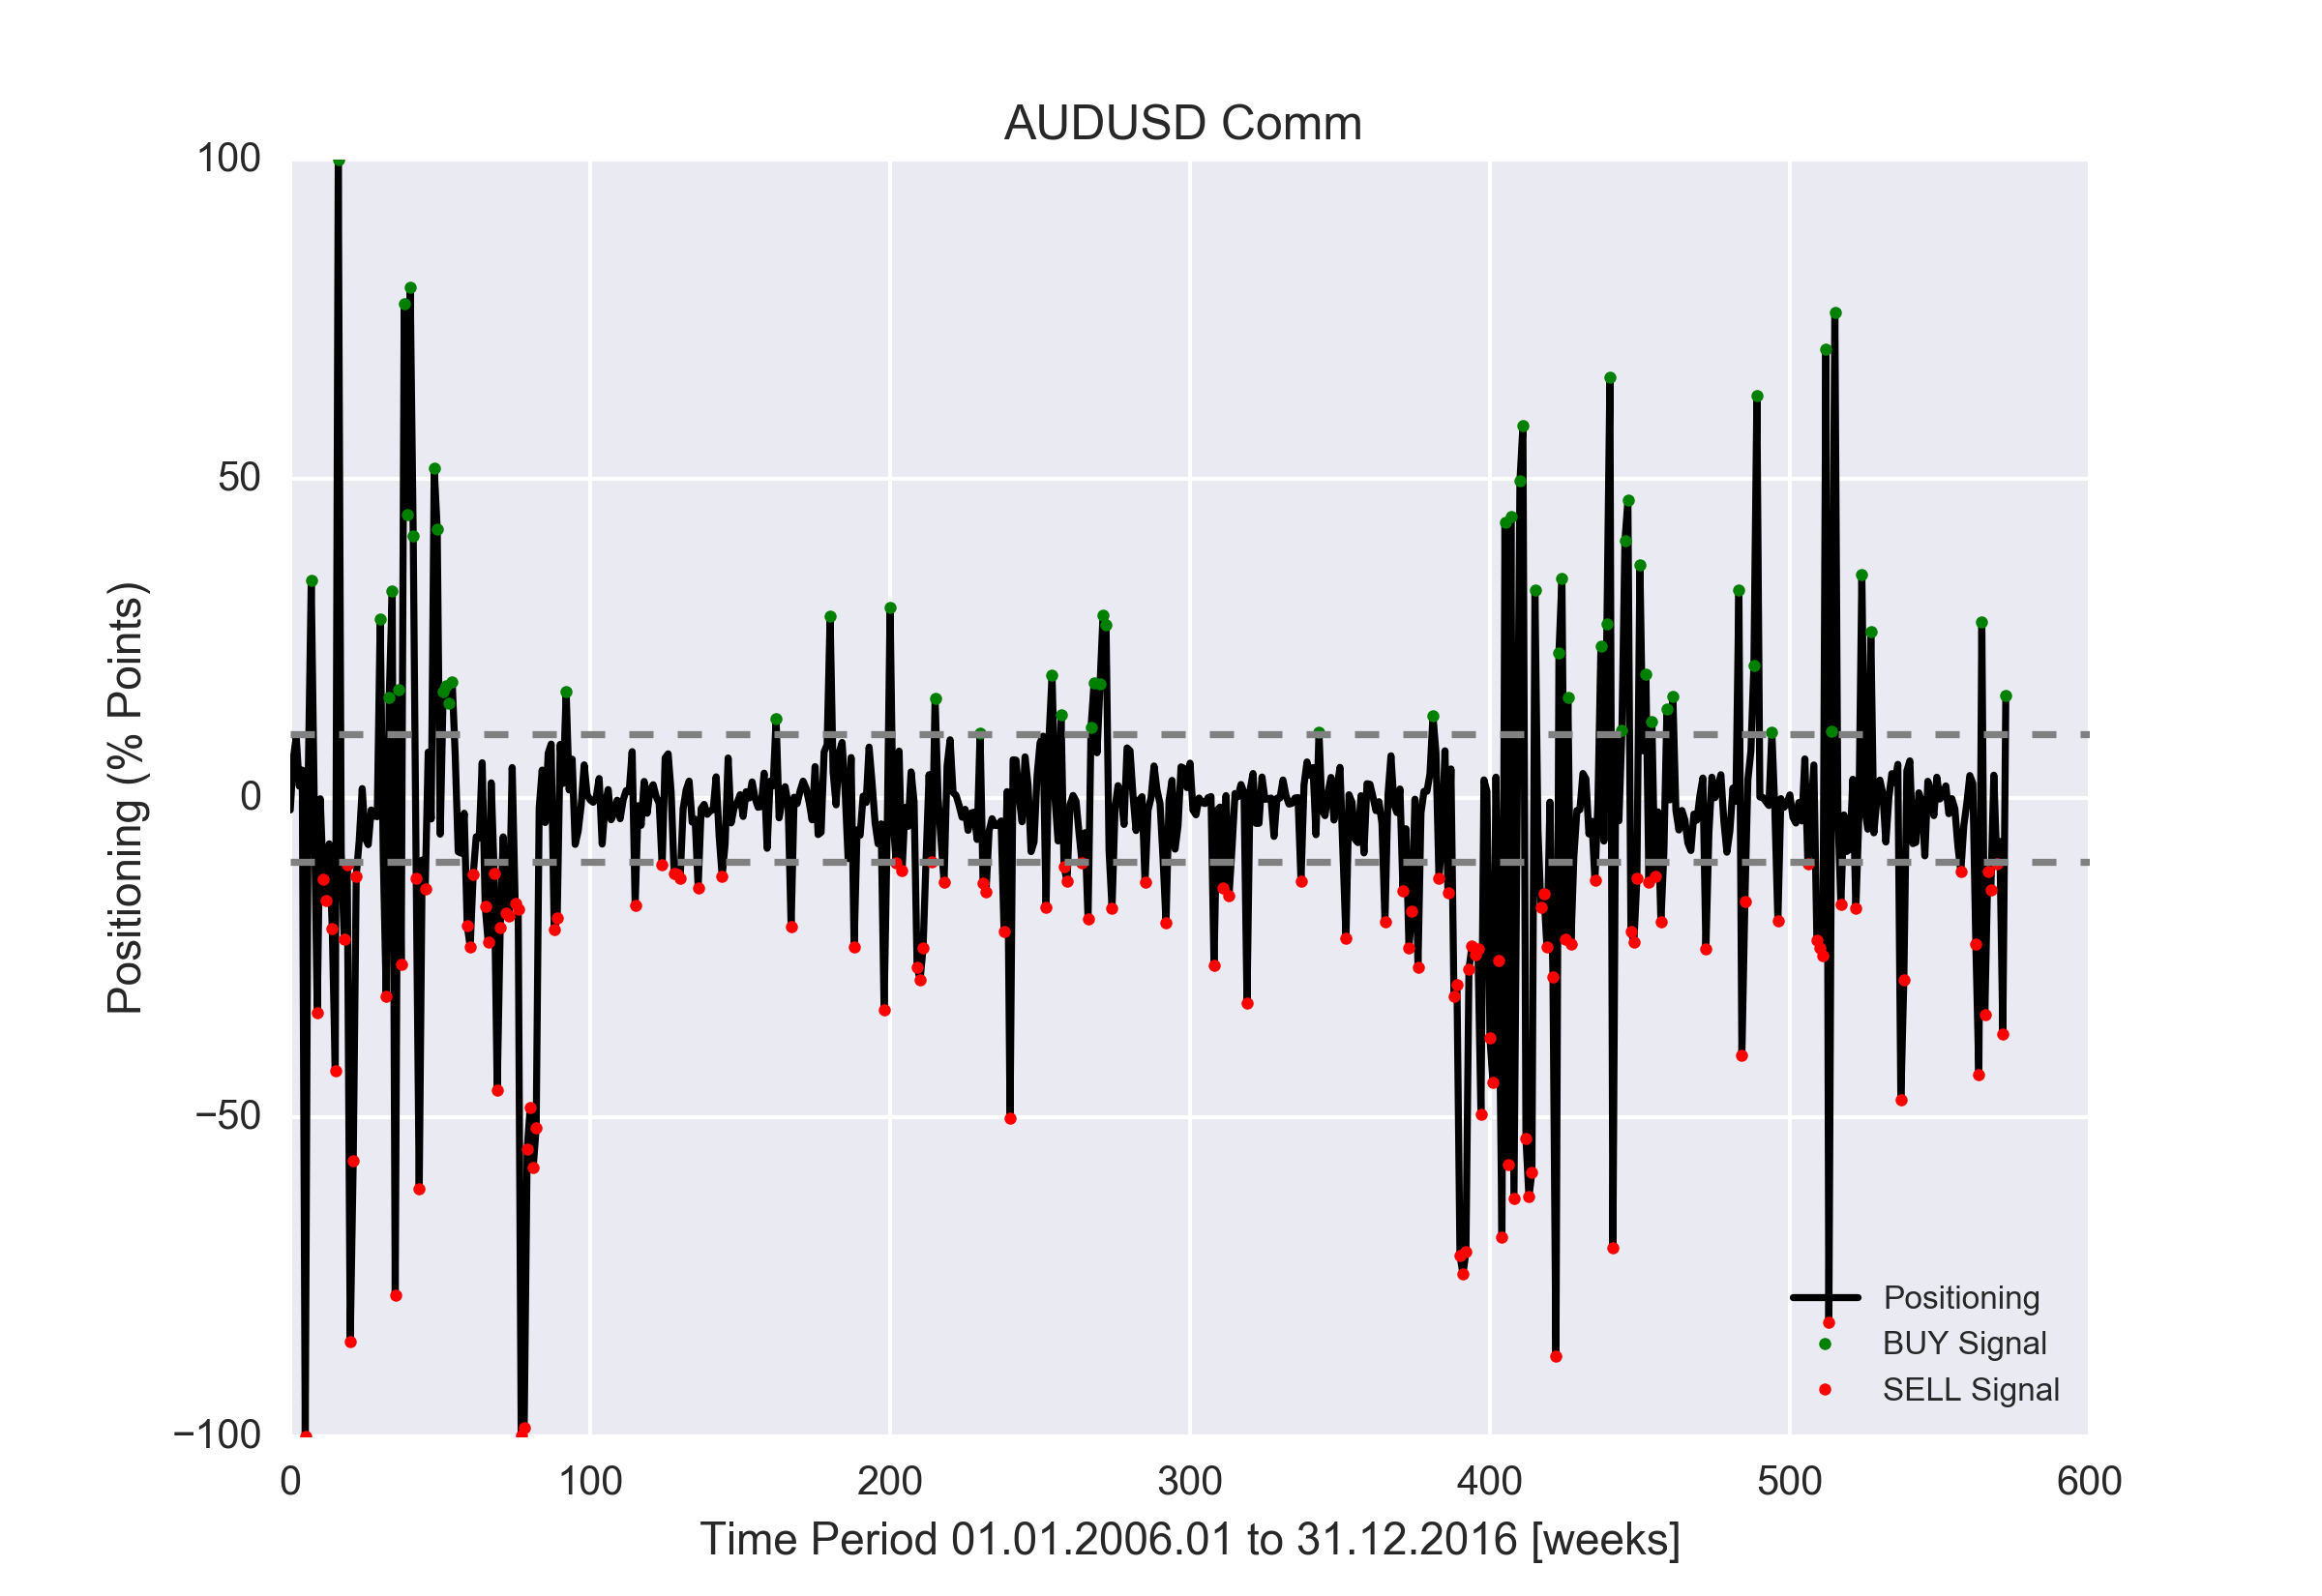 AUDUSD Comm
100
50
0
−50
−100
Positioning (% Points)
0 100 200 300 400 500 600
Time Period 01.01.2006.01 to 31.12.2016 [weeks]
Positioning
BUY Signal
SELL Signal